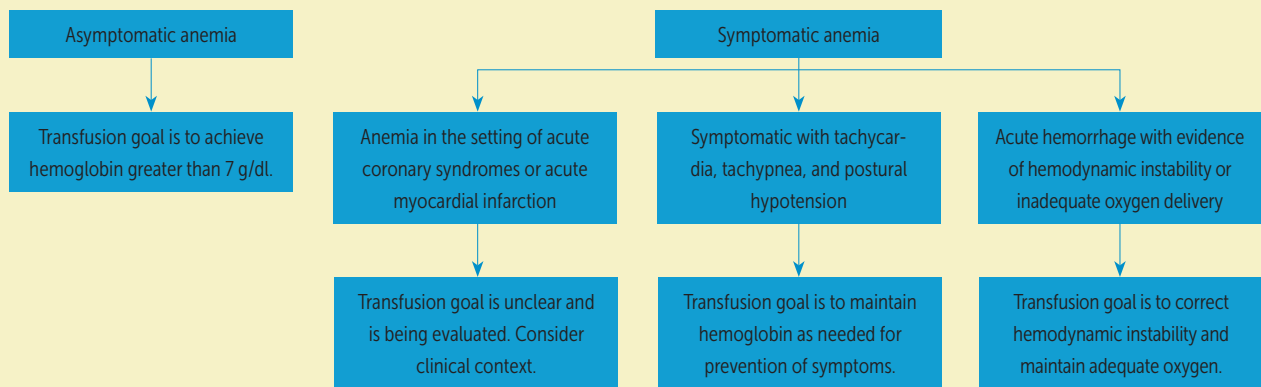 Asymptomatic anemia
Transfusion goal is to achieve
hemoglobin greater than 7 g/dl.
Symptomatic anemia
Anemia in the setting of acute
coronary syndromes or acute
myocardial infarction
Transfusion goal is unclear and
is being evaluated. Consider
clinical context.
Symptomatic with tachycar-
dia, tachypnea, and postural
hypotension
Transfusion goal is to maintain
hemoglobin as needed for
prevention of symptoms.
Acute hemorrhage with evidence
of hemodynamic instability or
inadequate oxygen delivery
Transfusion goal is to correct
hemodynamic instability and
maintain adequate oxygen.